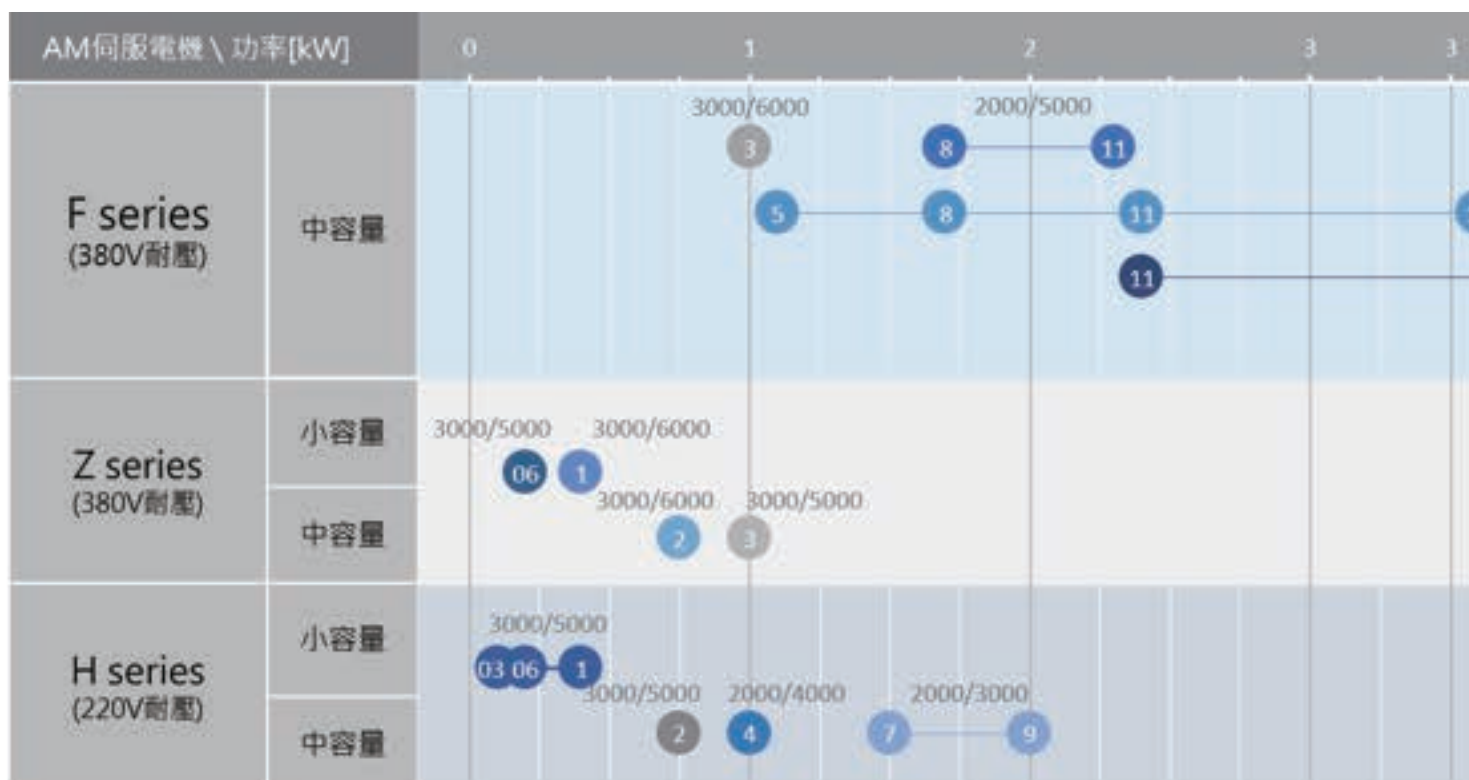 AM伺服電機 \ 功率[kW] 0 1 2 3 3
3000/6000 2000/5000
3 8 11
F series
(380V耐壓)
中容量
5 8 11
11
Z series
(380V耐壓)
小容量
3000/5000 3000/6000
06 1
中容量
3000/6000 3000/5000
2 3
H series
(220V耐壓)
小容量
3000/5000
03 06 1
中容量
3000/5000 2000/4000 2000/3000
2 4 7 9